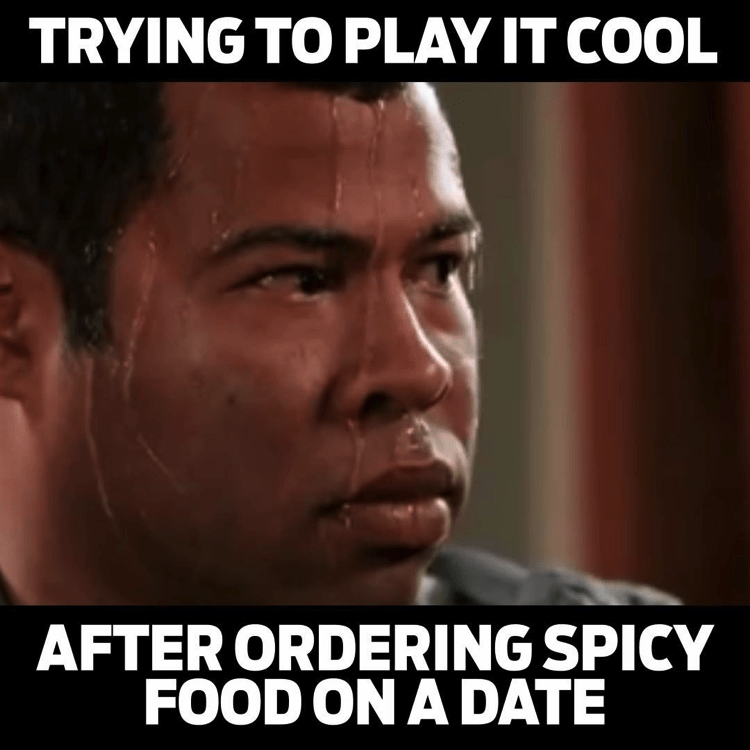 TRYING TO PLAY IT COOL
AFTER ORDERING SPICY
FOOD ON A DATE